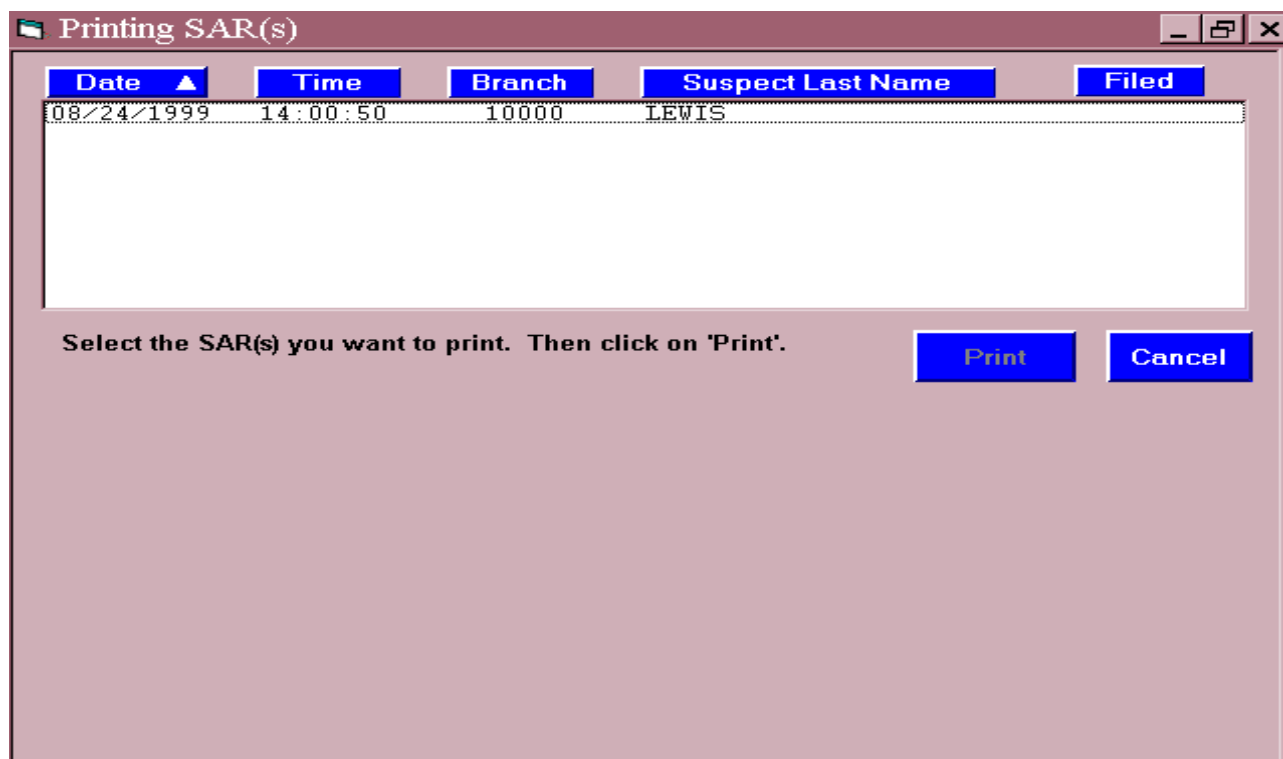 Printing SAR(s)
Date ▲ Time Branch Suspect Last Name Filed
08/24/1999 14:00:50 10000 LEWIS
Select the SAR(s) you want to print. Then click on 'Print'.
Print Cancel